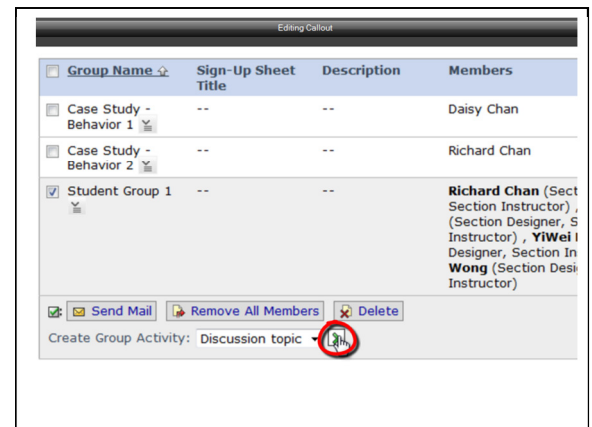 Editing Callout
Group Name Sign-Up Sheet Title Description Members
Case Study - Behavior 1 -- -- Daisy Chan
Case Study - Behavior 2 -- -- Richard Chan
Student Group 1 -- -- Richard Chan (Sect
Section Instructor) ,
(Section Designer, S
Instructor) , YiWei
Designer, Section In
Wong (Section Desi
Instructor)
Send Mail Remove All Members Delete
Create Group Activity: Discussion topic